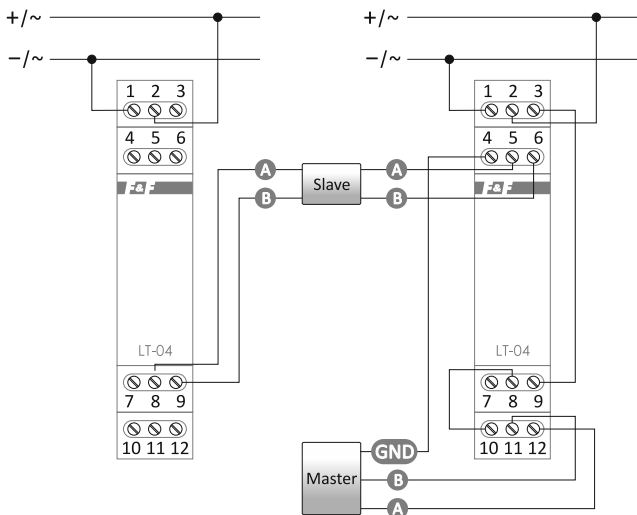 +/~
+/~
−/~
−/~
1 2 3
1 2 3
4 5 6
4 5 6
A
Slave
A
B
B
F&F
F&F
LT-04
LT-04
7 8 9
7 8 9
10 11 12
10 11 12
GND
Master
B
A